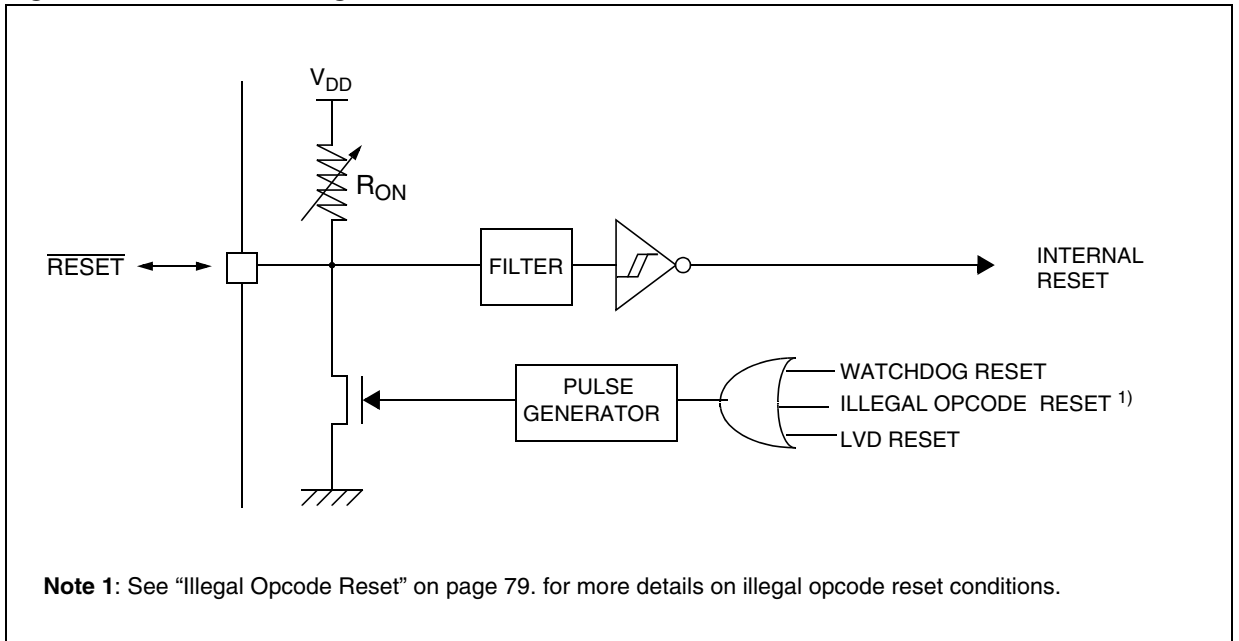 V_DD
R_ON
RESET
FILTER
INTERNAL
RESET
PULSE
GENERATOR
WATCHDOG RESET
ILLEGAL OPCODE RESET 1)
LVD RESET
Note 1: See “Illegal Opcode Reset” on page 79. for more details on illegal opcode reset conditions.